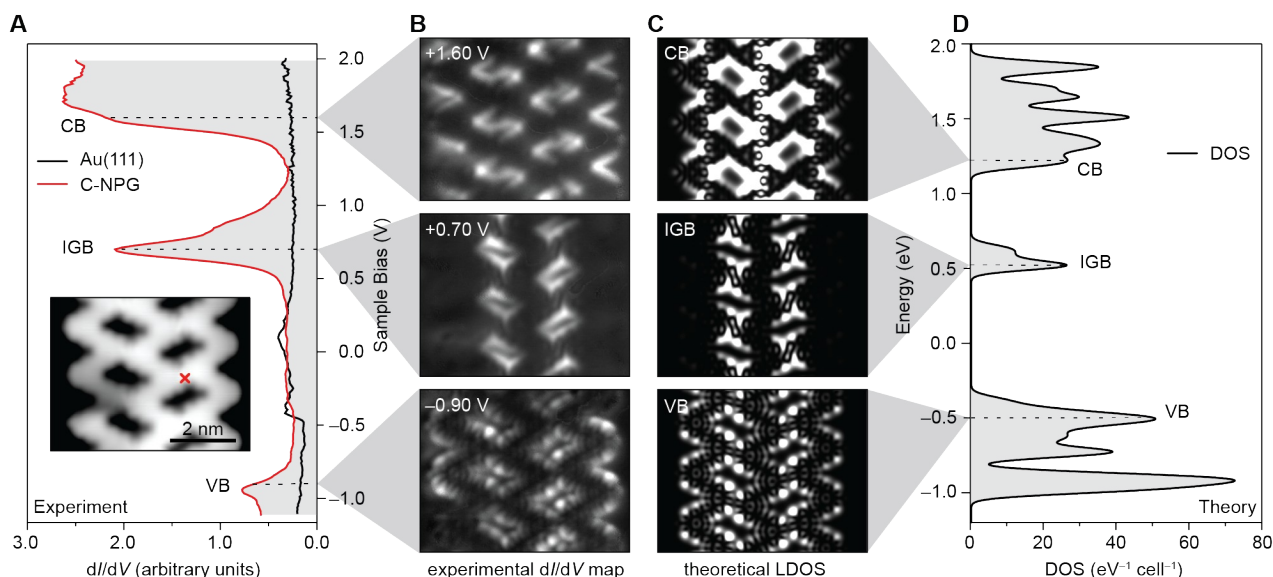 A
B
C
D
2.0
1.5
1.0
0.5
0.0
–0.5
–1.0
Sample Bias (V)
CB
Au(111)
C-NPG
IGB
2 nm
VB
Experiment
3.0 2.0 1.0 0.0
dI/dV (arbitrary units)
+1.60 V
+0.70 V
–0.90 V
experimental dI/dV map
CB
IGB
VB
theoretical LDOS
2.0
1.5
1.0
0.5
0.0
–0.5
–1.0
Energy (eV)
DOS
CB
IGB
VB
Theory
0 20 40 60 80
DOS (eV⁻¹ cell⁻¹)